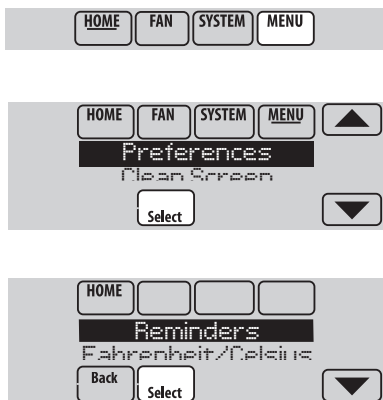 HOME FAN SYSTEM MENU
HOME FAN SYSTEM MENU
Preferences
Clean Screen
Select
HOME
Reminders
Fahrenheit/Celsius
Back Select